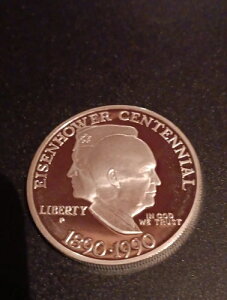 EISENHOWER CENTENNIAL
LIBERTY
IN GOD
WE TRUST
P
1890-1990